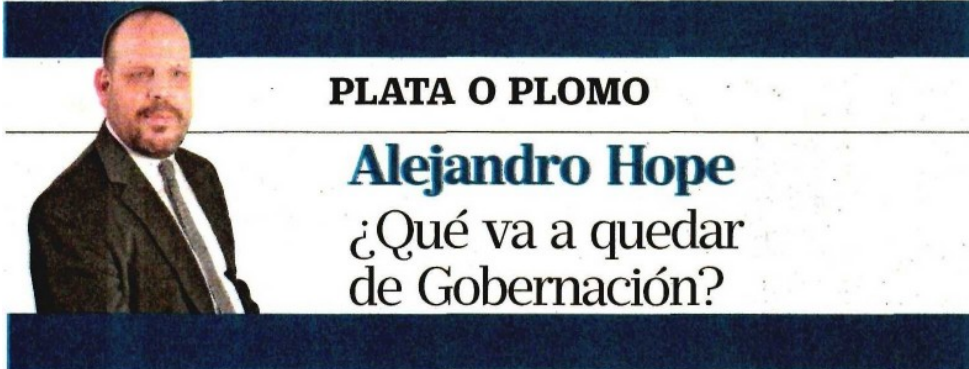 PLATA O PLOMO
Alejandro Hope
¿Qué va a quedar
de Gobernación?